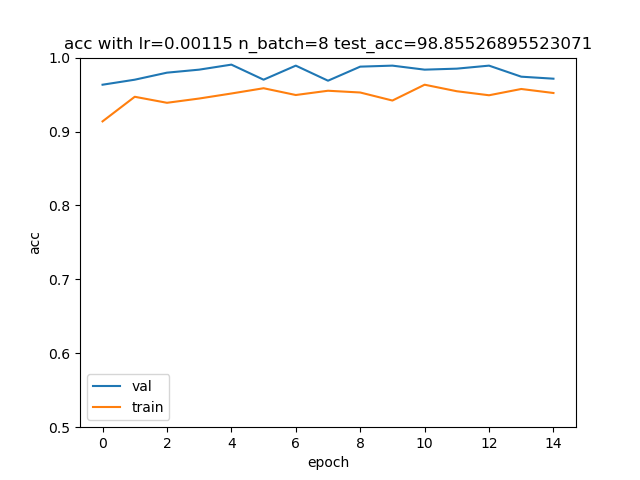 acc with lr=0.00115 n_batch=8 test_acc=98.85526895523071
1.0
0.9
0.8
0.7
0.6
0.5
acc
val
train
0 2 4 6 8 10 12 14
epoch